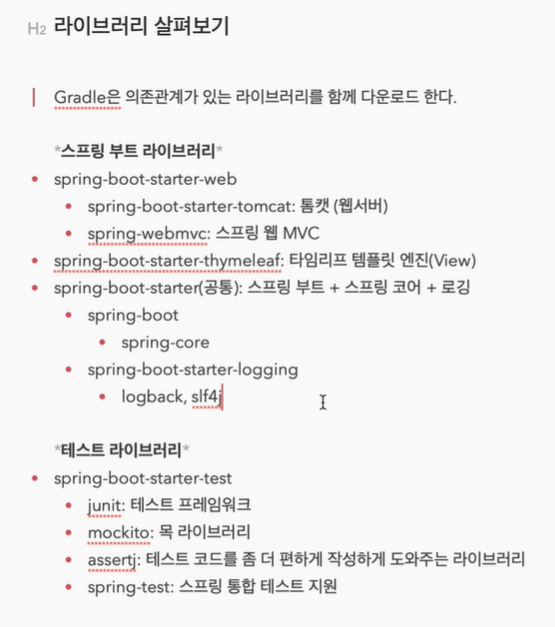 H2 라이브러리 살펴보기
Gradle은 의존관계가 있는 라이브러리를 함께 다운로드 한다.
*스프링 부트 라이브러리*
• spring-boot-starter-web
• spring-boot-starter-tomcat: 톰캣 (웹서버)
• spring-webmvc: 스프링 웹 MVC
• spring-boot-starter-thymeleaf: 타임리프 템플릿 엔진(View)
• spring-boot-starter(공통): 스프링 부트 + 스프링 코어 + 로깅
• spring-boot
• spring-core
• spring-boot-starter-logging
• logback, slf4j
*테스트 라이브러리*
• spring-boot-starter-test
• junit: 테스트 프레임워크
• mockito: 목 라이브러리
• assertj: 테스트 코드를 좀 더 편하게 작성하게 도와주는 라이브러리
• spring-test: 스프링 통합 테스트 지원